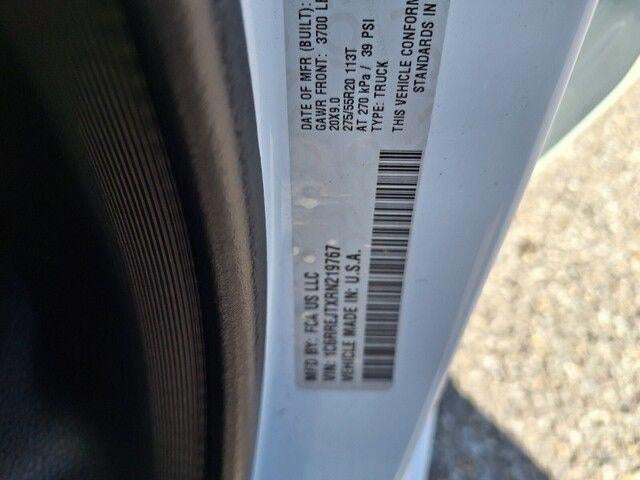 MFD BY: FCA US LLC
DATE OF MFR (BUILT):
VIN: 1C6RREJTXRN219767
GAWR FRONT: 3700 LB
VEHICLE MADE IN: U.S.A.
20X9.0
275/55R20 113T
AT 270 kPa / 39 PSI
TYPE: TRUCK
THIS VEHICLE CONFORM
STANDARDS IN